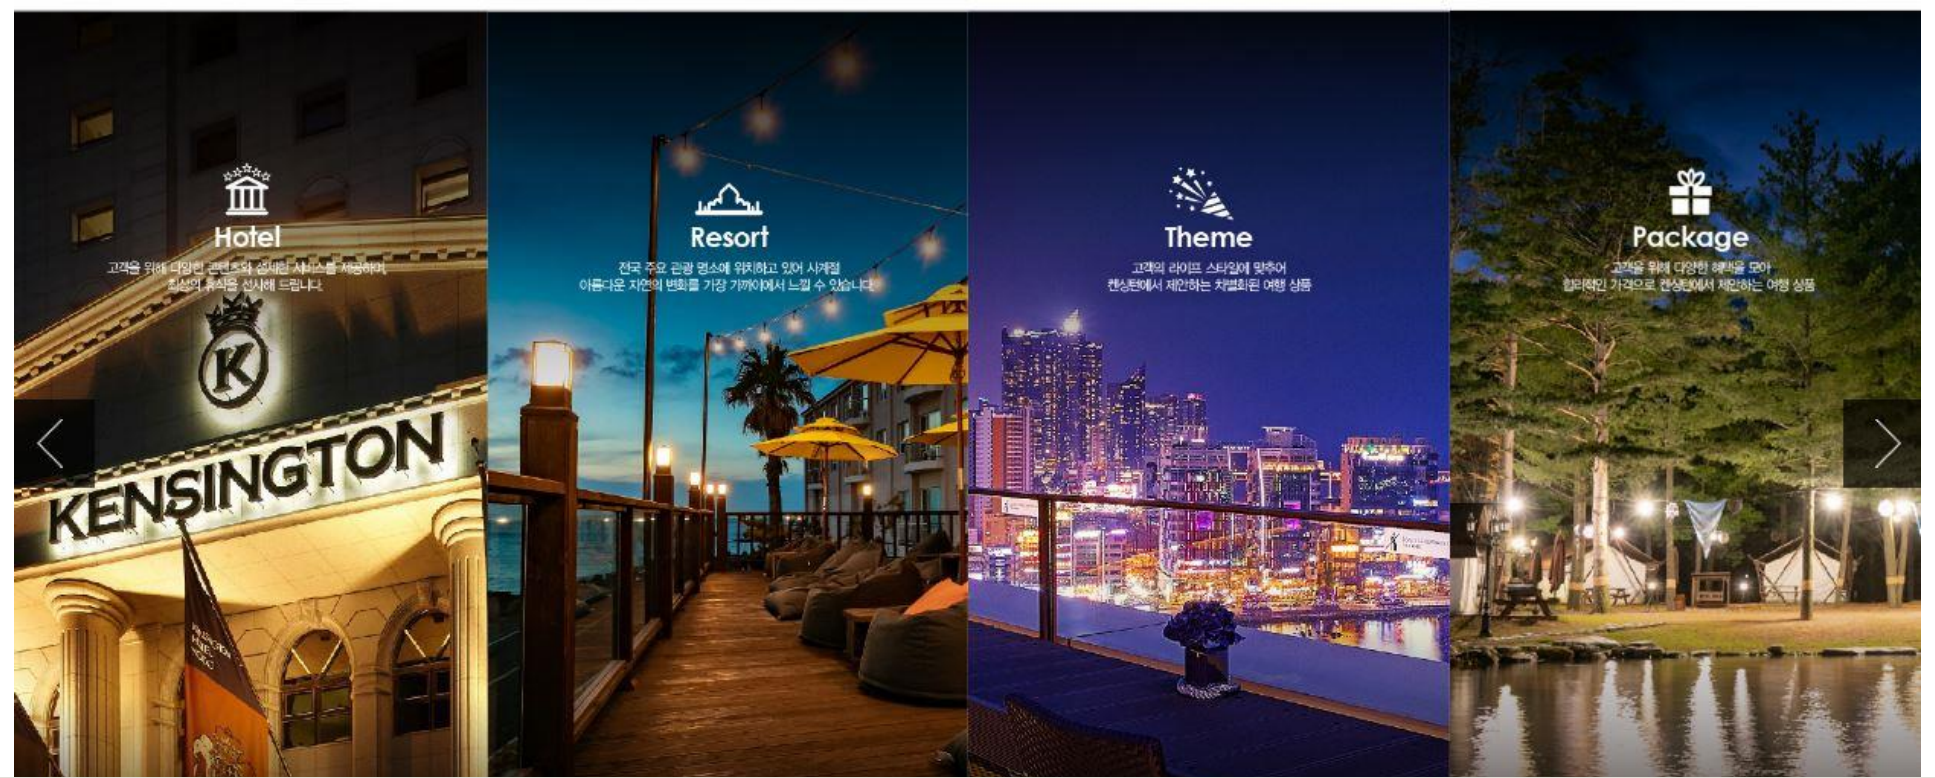 Hotel
고객을 위해 다양한 콘텐츠와 섬세한 서비스를 제공하며,
최상의 휴식을 선사해 드립니다.
K
KENSINGTON
Resort
전국 주요 관광 명소에 위치하고 있어 사계절
아름다운 자연의 변화를 가장 가까이에서 느낄 수 있습니다.
Theme
고객의 라이프 스타일에 맞추어
켄싱턴에서 제안하는 차별화된 여행 상품
Package
고객을 위해 다양한 혜택을 모아
합리적인 가격으로 켄싱턴에서 제안하는 여행 상품